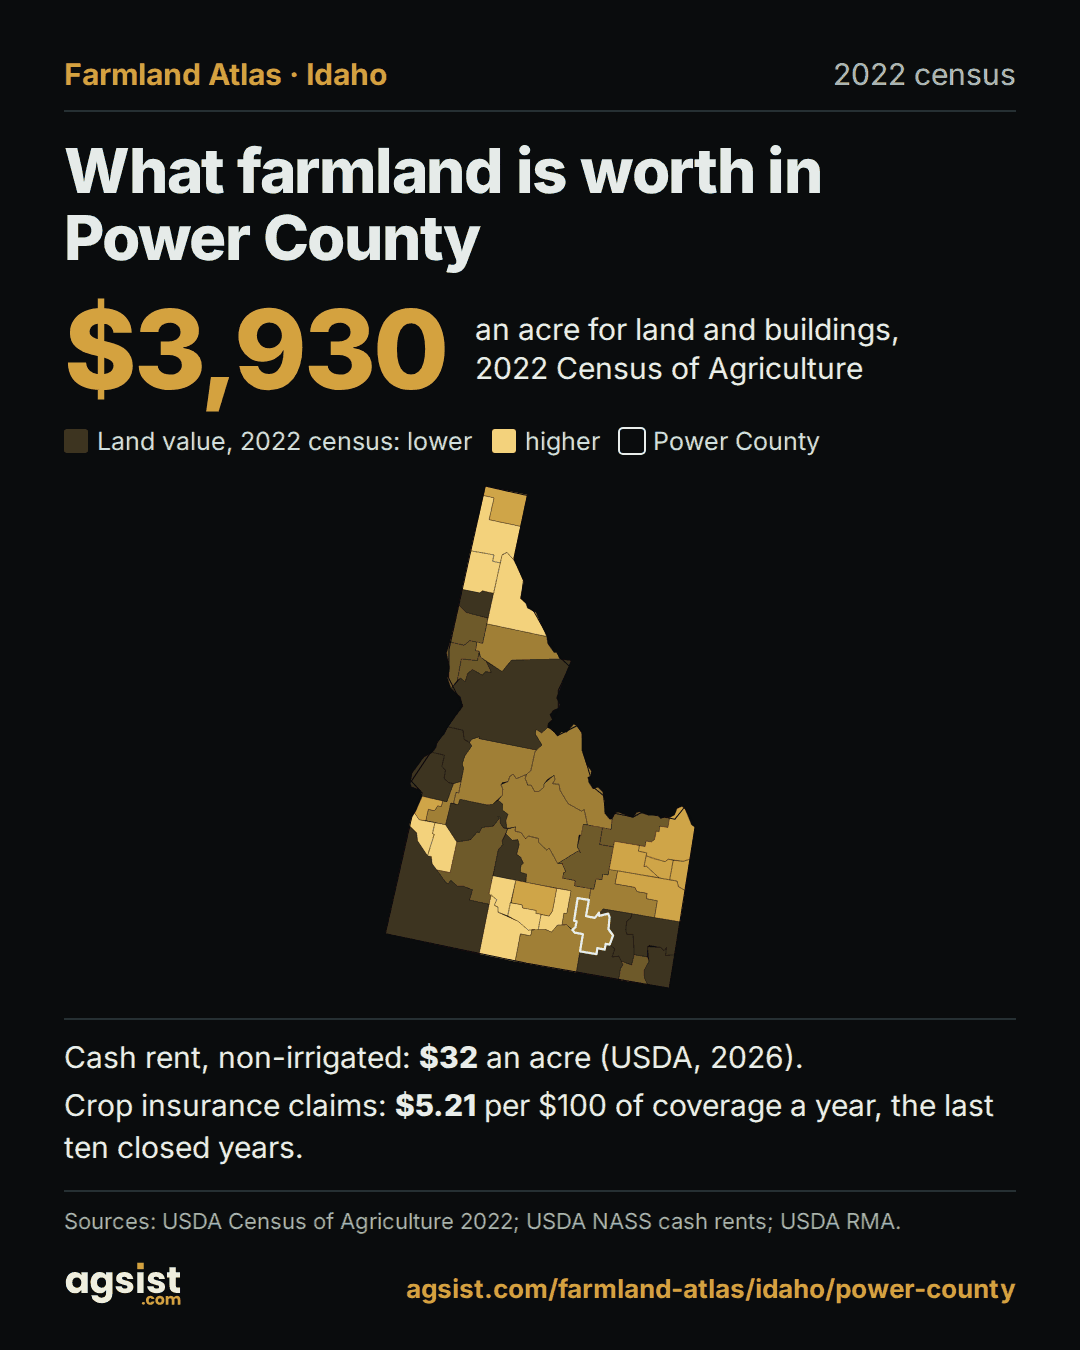 Farmland Atlas · Idaho
2022 census
What farmland is worth in
Power County
$3,930
an acre for land and buildings,
2022 Census of Agriculture
Land value, 2022 census: lower
higher
Power County
Cash rent, non-irrigated: $32 an acre (USDA, 2026).
Crop insurance claims: $5.21 per $100 of coverage a year, the last
ten closed years.
Sources: USDA Census of Agriculture 2022; USDA NASS cash rents; USDA RMA.
agsist
.com
agsist.com/farmland-atlas/idaho/power-county